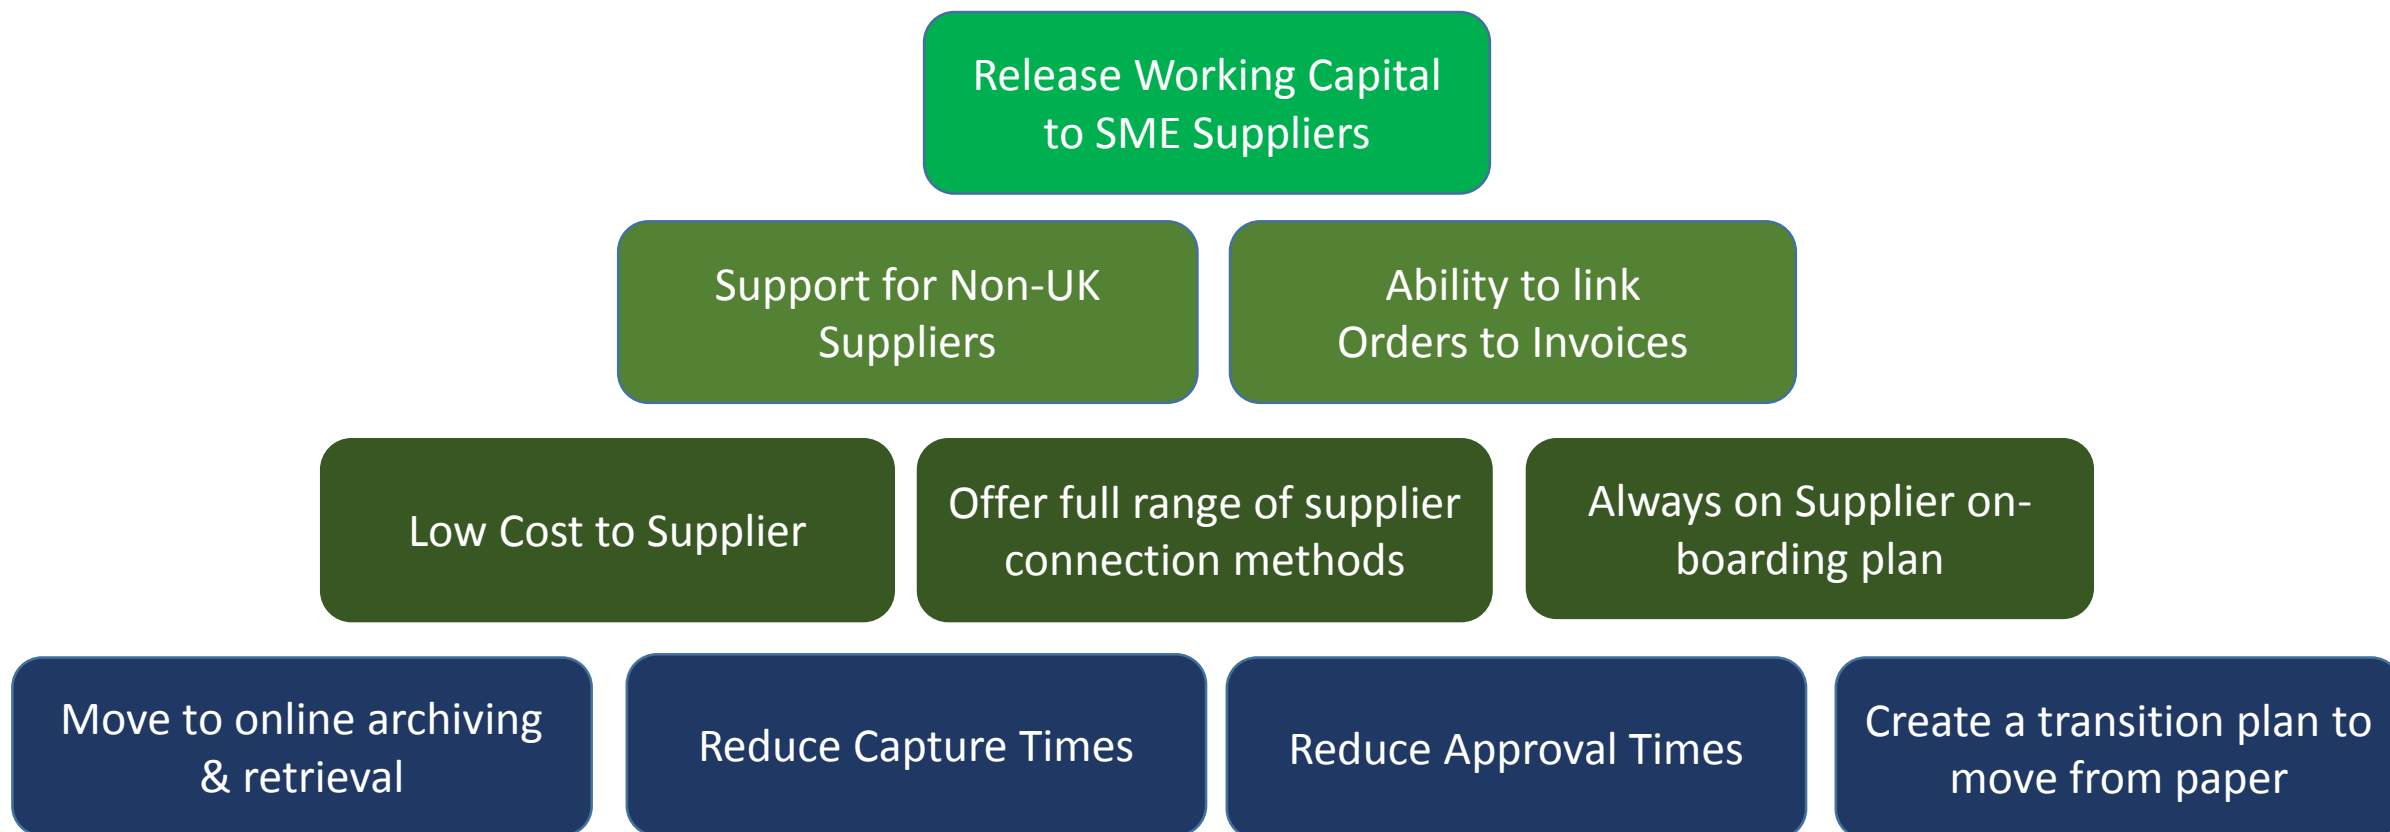 Release Working Capital
to SME Suppliers
Support for Non-UK
Suppliers
Ability to link
Orders to Invoices
Low Cost to Supplier
Offer full range of supplier
connection methods
Always on Supplier on-
boarding plan
Move to online archiving
& retrieval
Reduce Capture Times
Reduce Approval Times
Create a transition plan to
move from paper